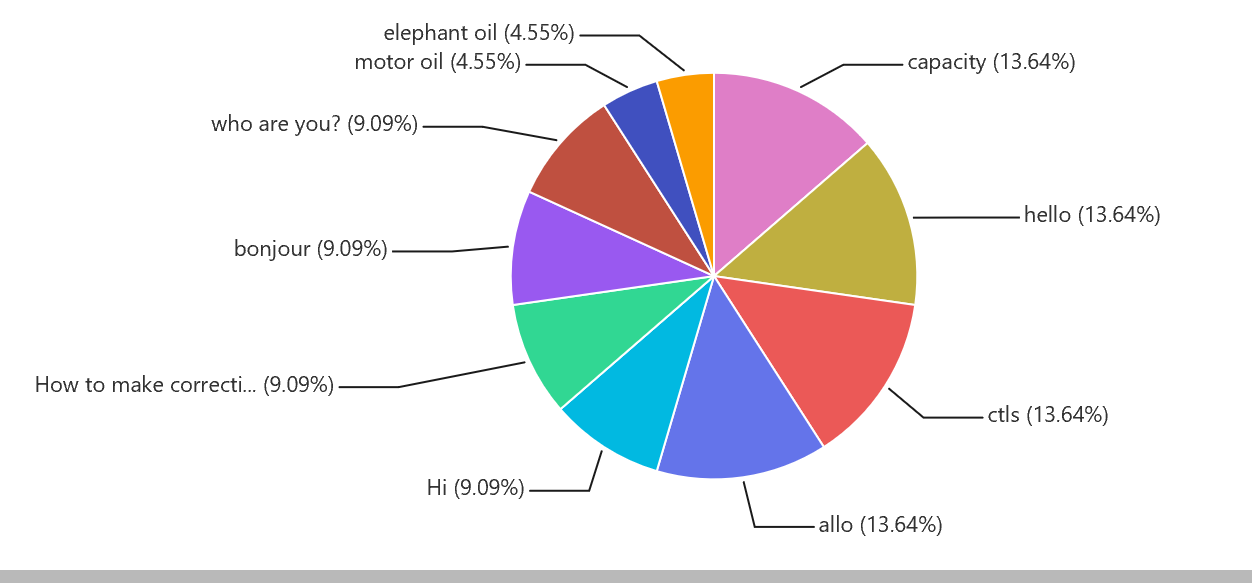 elephant oil (4.55%)
motor oil (4.55%)
capacity (13.64%)
who are you? (9.09%)
hello (13.64%)
bonjour (9.09%)
How to make correcti... (9.09%)
ctls (13.64%)
Hi (9.09%)
allo (13.64%)